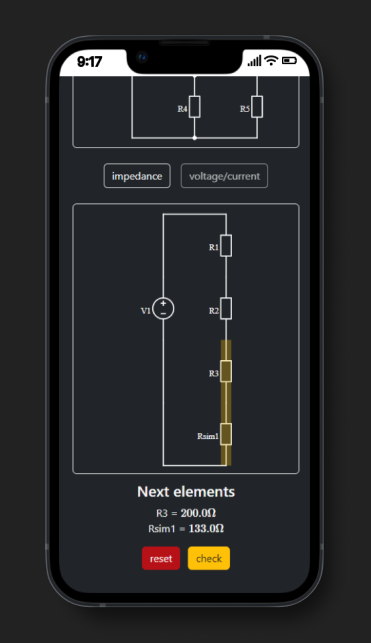 9:17
R4
R5
impedance
voltage/current
R1
V1
R2
R3
Rsim1
Next elements
R3 = 200.0Ω
Rsim1 = 133.0Ω
reset
check